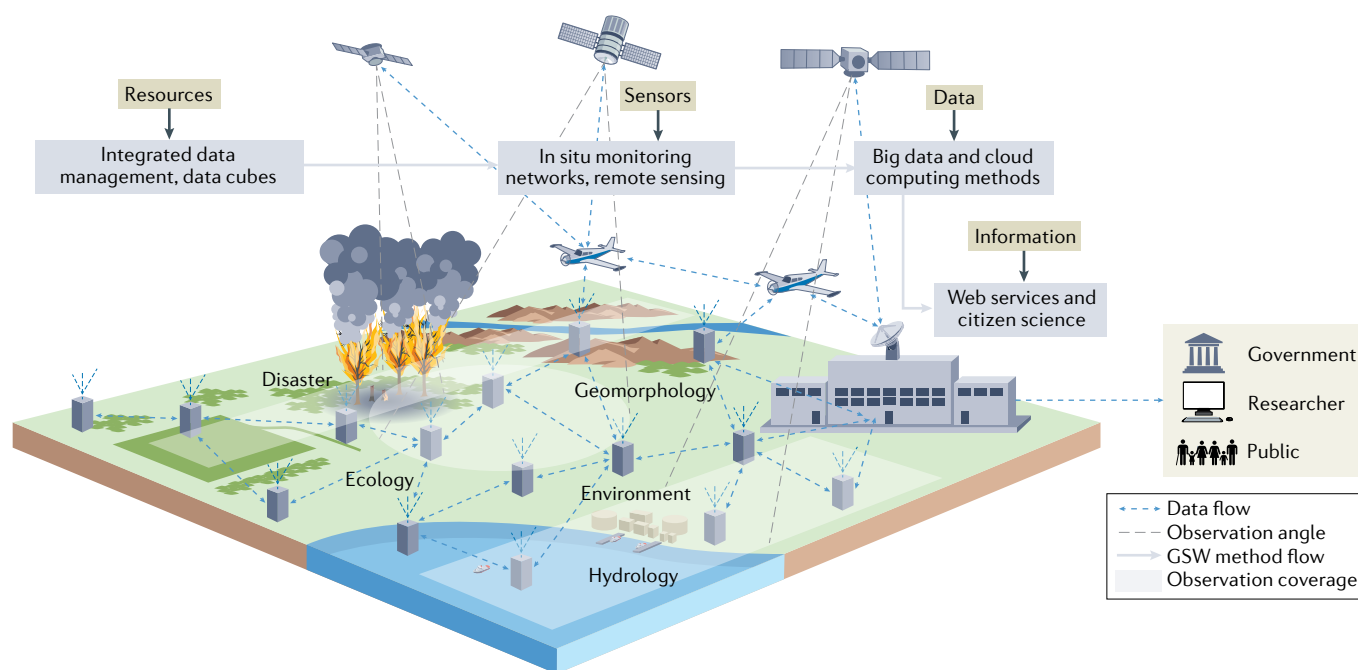 Resources
Integrated data
management, data cubes
Sensors
In situ monitoring
networks, remote sensing
Data
Big data and cloud
computing methods
Information
Web services and
citizen science
Disaster
Geomorphology
Ecology
Environment
Hydrology
Government
Researcher
Public
Data flow
Observation angle
GSW method flow
Observation coverage